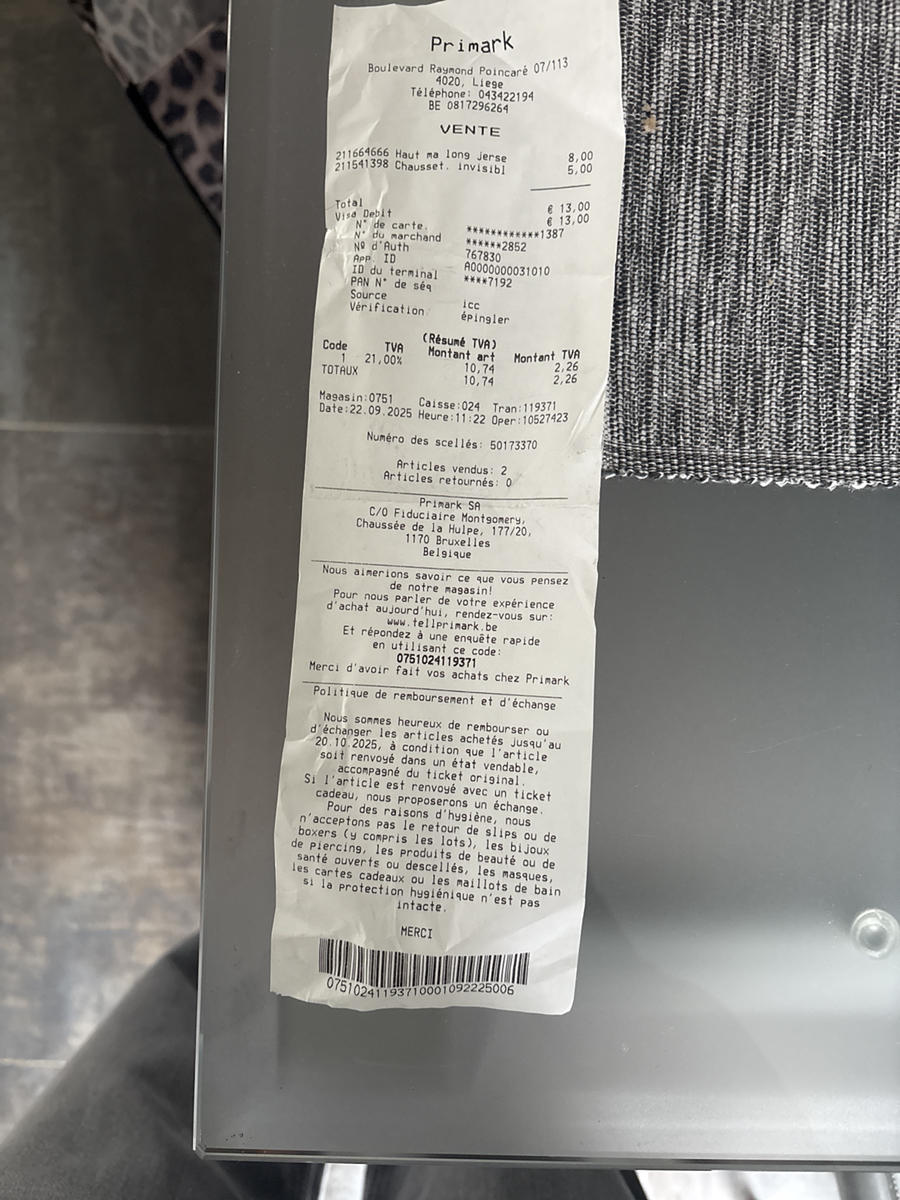 Primark
Boulevard Raymond Poincaré 07/113
4020, Liege
Téléphone: 043422194
BE 0817296264
VENTE
211664666 Haut ma long jerse 8,00
211541398 Chausset. invisibl 5,00
Total € 13,00
Visa Debit € 13,00
N° de carte. ************1387
N° du marchand ******2852
Nº d'Auth 767830
App. ID A0000000031010
ID du terminal ****7192
PAN N° de séq
Source icc
Vérification épingler
(Résumé TVA)
Code TVA Montant art Montant TVA
1 21,00% 10,74 2,26
TOTAUX 10,74 2,26
Magasin:0751 Caisse:024 Tran:119371
Date:22.09.2025 Heure:11:22 Oper:10527423
Numéro des scellés: 50173370
Articles vendus: 2
Articles retournés: 0
Primark SA
C/O Fiduciaire Montgomery,
Chaussée de la Hulpe, 177/20,
1170 Bruxelles
Belgique
Nous aimerions savoir ce que vous pensez
de notre magasin!
Pour nous parler de votre expérience
d'achat aujourd'hui, rendez-vous sur:
www.tellprimark.be
Et répondez à une enquête rapide
en utilisant ce code:
0751024119371
Merci d'avoir fait vos achats chez Primark
Politique de remboursement et d'échange
Nous sommes heureux de rembourser ou
d'échanger les articles achetés jusqu'au
20.10.2025, à condition que l'article
soit renvoyé dans un état vendable,
accompagné du ticket original.
Si l'article est renvoyé avec un ticket
cadeau, nous proposerons un échange.
Pour des raisons d'hygiène, nous
n'acceptons pas le retour de slips ou de
boxers (y compris les lots), les bijoux
de piercing, les produits de beauté ou de
santé ouverts ou descellés, les masques,
les cartes cadeaux ou les maillots de bain
si la protection hygiénique n'est pas
intacte.
MERCI
07510241193710001092225006